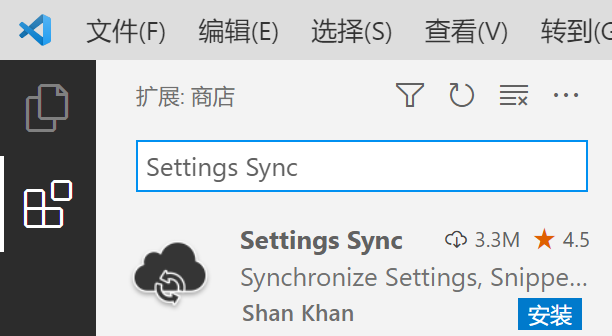 文件(F) 编辑(E) 选择(S) 查看(V) 转到(G
扩展: 商店
Settings Sync
Settings Sync 3.3M 4.5
Synchronize Settings, Snippe...
Shan Khan 安装